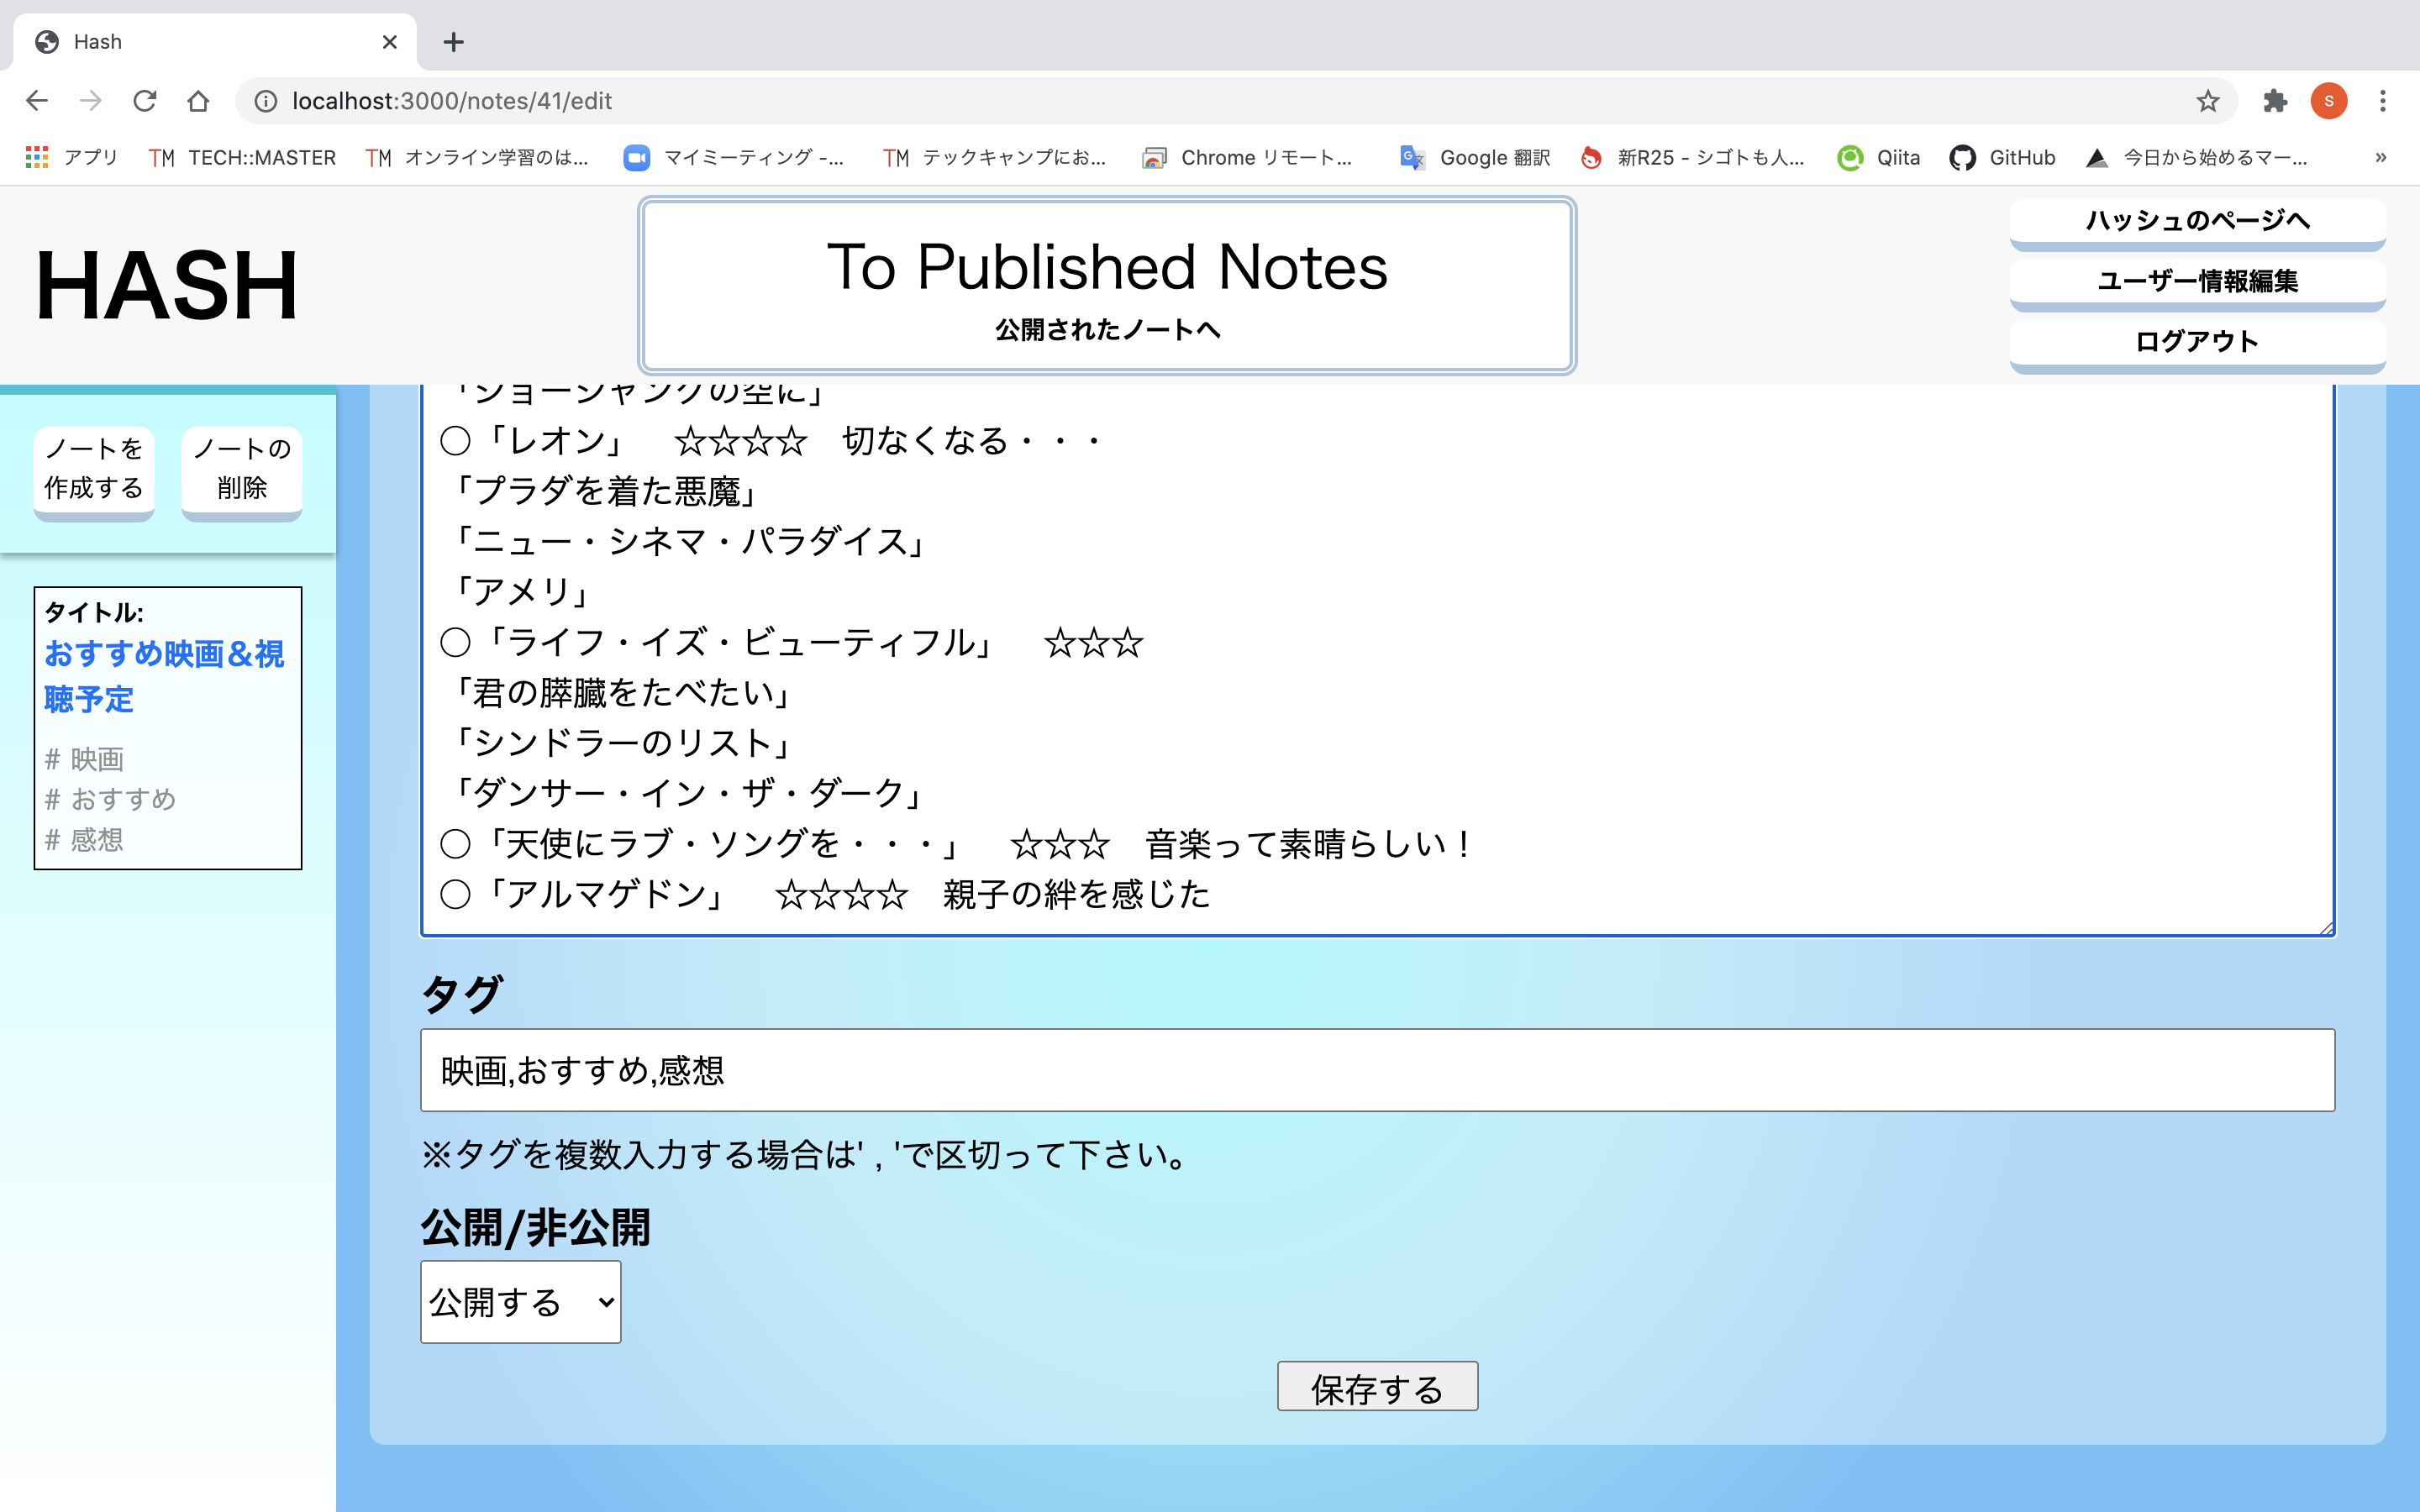 Hash
localhost:3000/notes/41/edit
アプリ TECH::MASTER オンライン学習のは... マイミーティング -... テックキャンプにお... Chrome リモート... Google 翻訳 新R25 - シゴトも人... Qiita GitHub 今日から始めるマー... »
HASH
To Published Notes
公開されたノートへ
ハッシュのページへ
ユーザー情報編集
ログアウト
ノートを
作成する
ノートの
削除
タイトル:
おすすめ映画＆視
聴予定
# 映画
# おすすめ
# 感想
「ショーシャンクの空に」
〇「レオン」　☆☆☆☆　切なくなる・・・
「プラダを着た悪魔」
「ニュー・シネマ・パラダイス」
「アメリ」
〇「ライフ・イズ・ビューティフル」　☆☆☆
「君の膵臓をたべたい」
「シンドラーのリスト」
「ダンサー・イン・ザ・ダーク」
〇「天使にラブ・ソングを・・・」　☆☆☆　音楽って素晴らしい！
〇「アルマゲドン」　☆☆☆☆　親子の絆を感じた
タグ
映画,おすすめ,感想
※タグを複数入力する場合は' , 'で区切って下さい。
公開/非公開
公開する
保存する